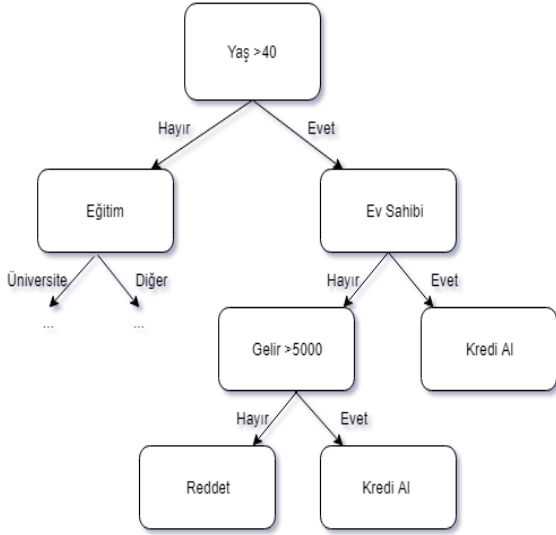 Yaş >40
Hayır
Evet
Eğitim
Ev Sahibi
Üniversite
Diğer
Hayır
Evet
...
...
Gelir >5000
Kredi Al
Hayır
Evet
Reddet
Kredi Al